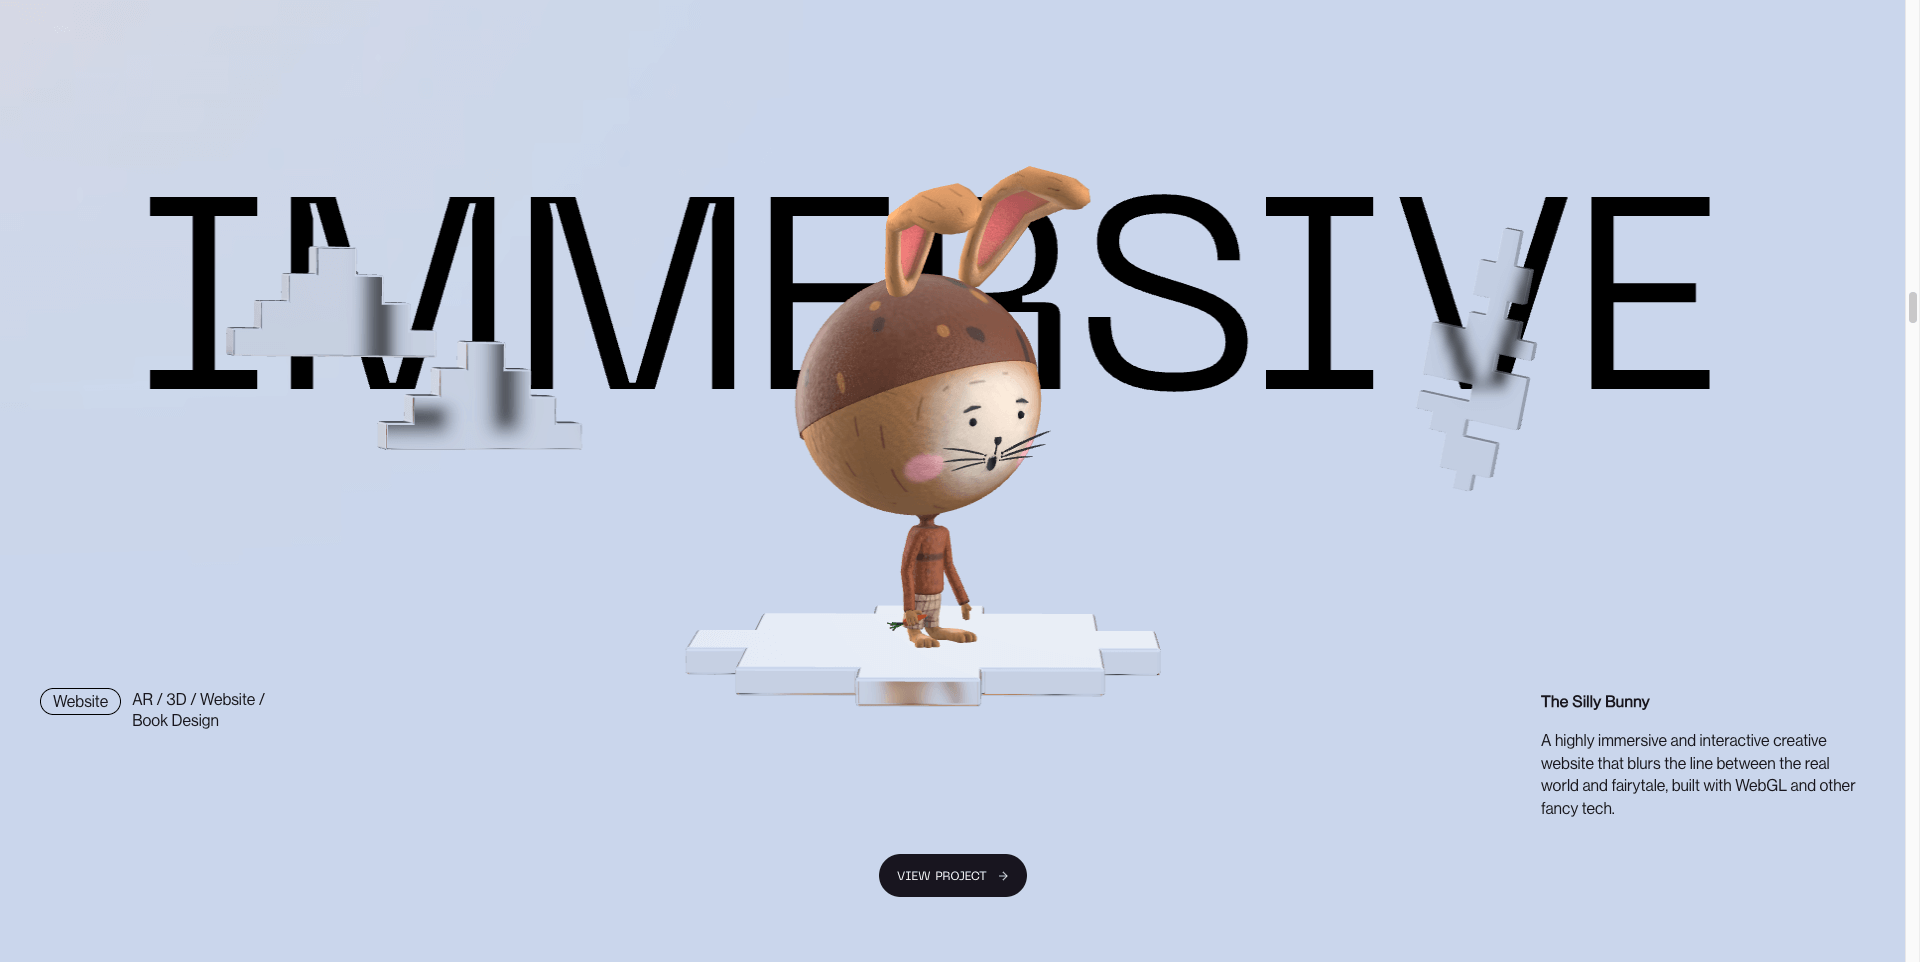 IMMERSIVE
Website
AR / 3D / Website /
Book Design
The Silly Bunny
A highly immersive and interactive creative
website that blurs the line between the real
world and fairytale, built with WebGL and other
fancy tech.
VIEW PROJECT →